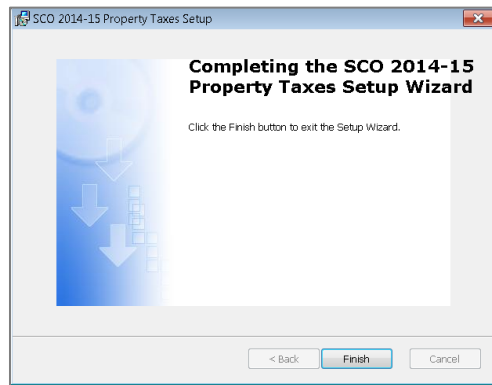 SCO 2014-15 Property Taxes Setup
Completing the SCO 2014-15
Property Taxes Setup Wizard
Click the Finish button to exit the Setup Wizard.
< Back Finish Cancel